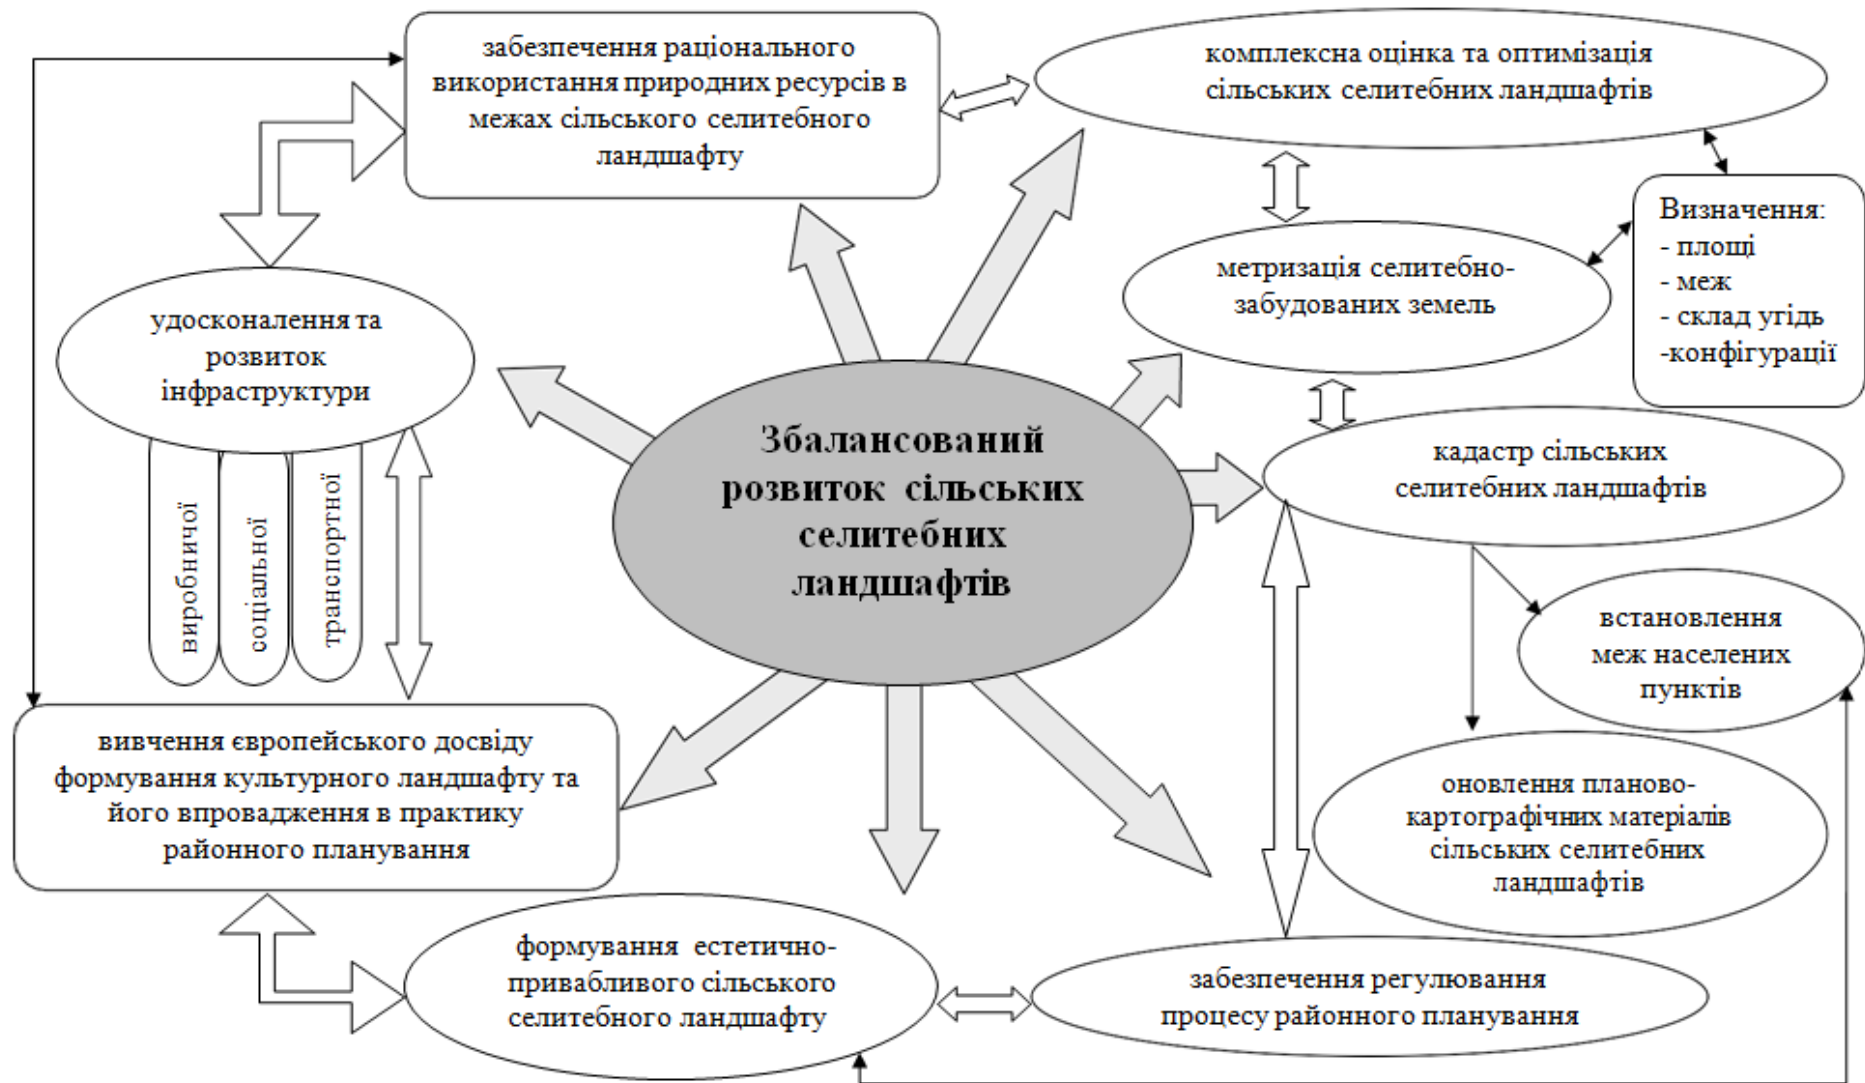 забезпечення раціонального
використання природних ресурсів в
межах сільського селитебного
ландшафту
комплексна оцінка та оптимізація
сільських селитебних ландшафтів
Визначення:
- площі
- меж
- склад угідь
-конфігурації
метризація селитебно-
забудованих земель
удосконалення та
розвиток
інфраструктури
виробничої
соціальної
транспортної
Збалансований
розвиток сільських
селитебних
ландшафтів
кадастр сільських
селитебних ландшафтів
встановлення
меж населених
пунктів
оновлення планово-
картографічних матеріалів
сільських селитебних
ландшафтів
вивчення європейського досвіду
формування культурного ландшафту та
його впровадження в практику
районного планування
формування естетично-
привабливого сільського
селитебного ландшафту
забезпечення регулювання
процесу районного планування